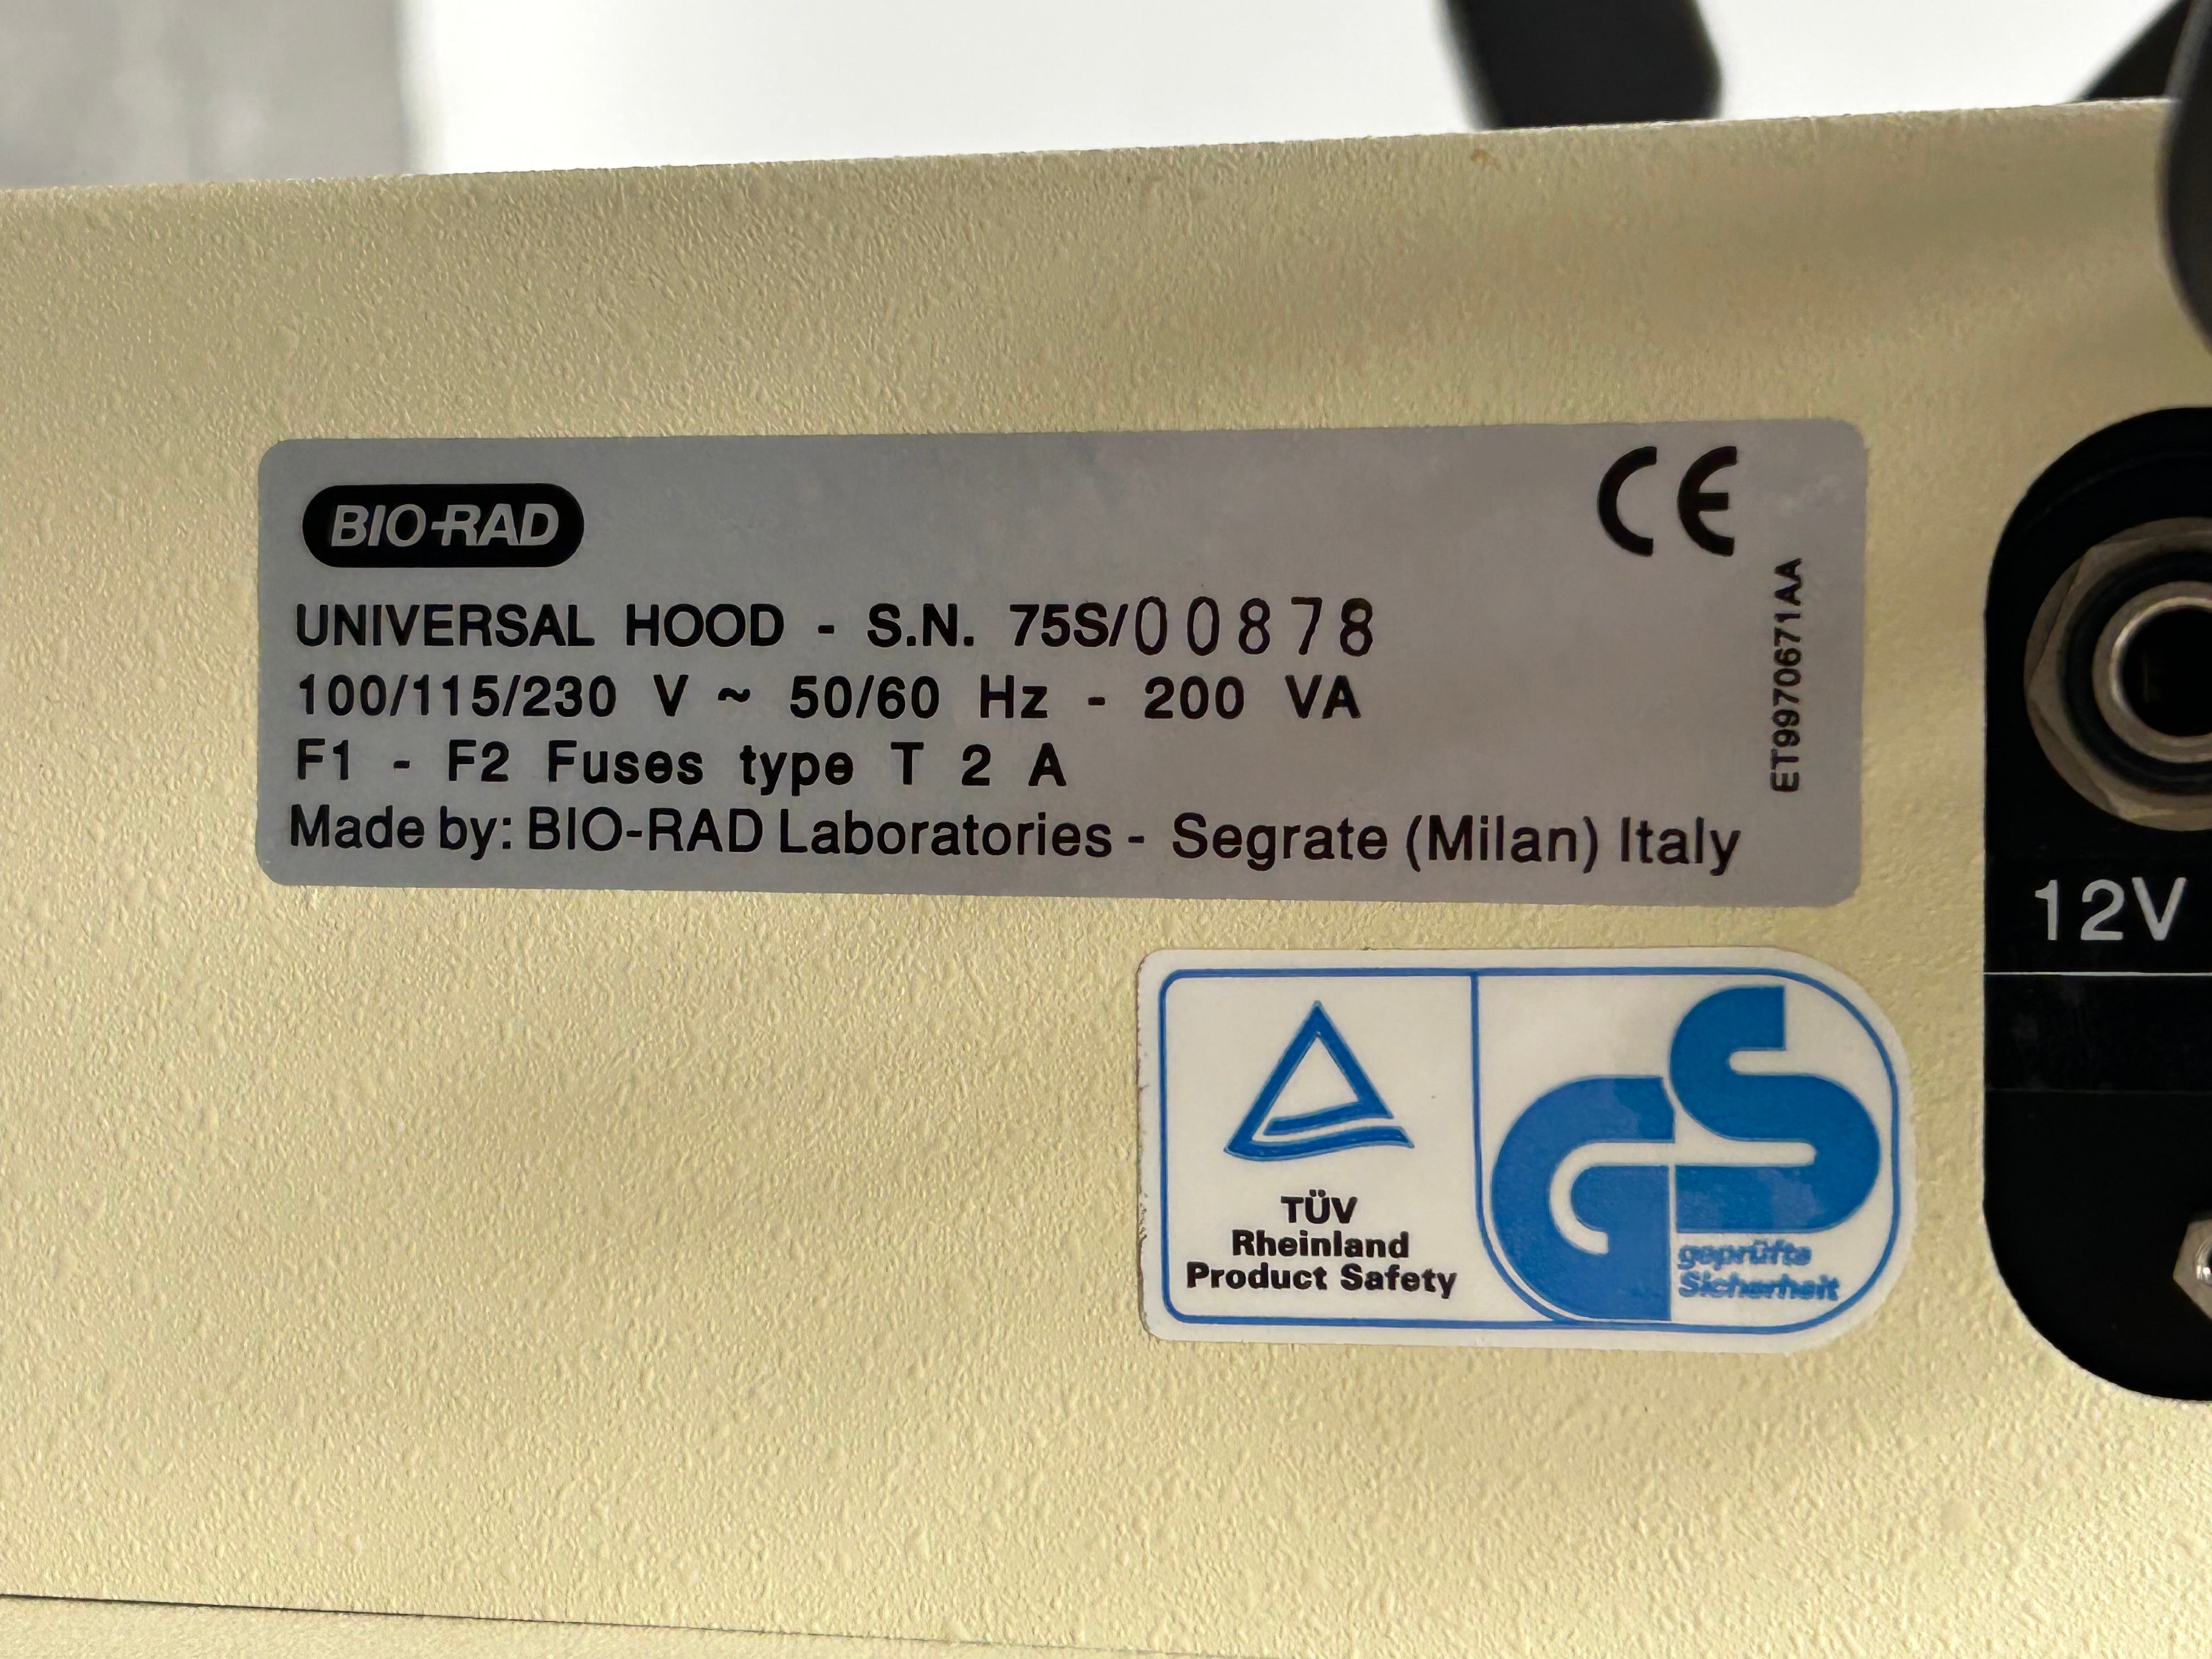 BIO-RAD
CE
UNIVERSAL HOOD - S.N. 75S/00878
100/115/230 V ~ 50/60 Hz - 200 VA
F1 - F2 Fuses type T 2 A
Made by: BIO-RAD Laboratories - Segrate (Milan) Italy
ET9970671AA
12V
TÜV
Rheinland
Product Safety
GS
geprüfte
Sicherheit